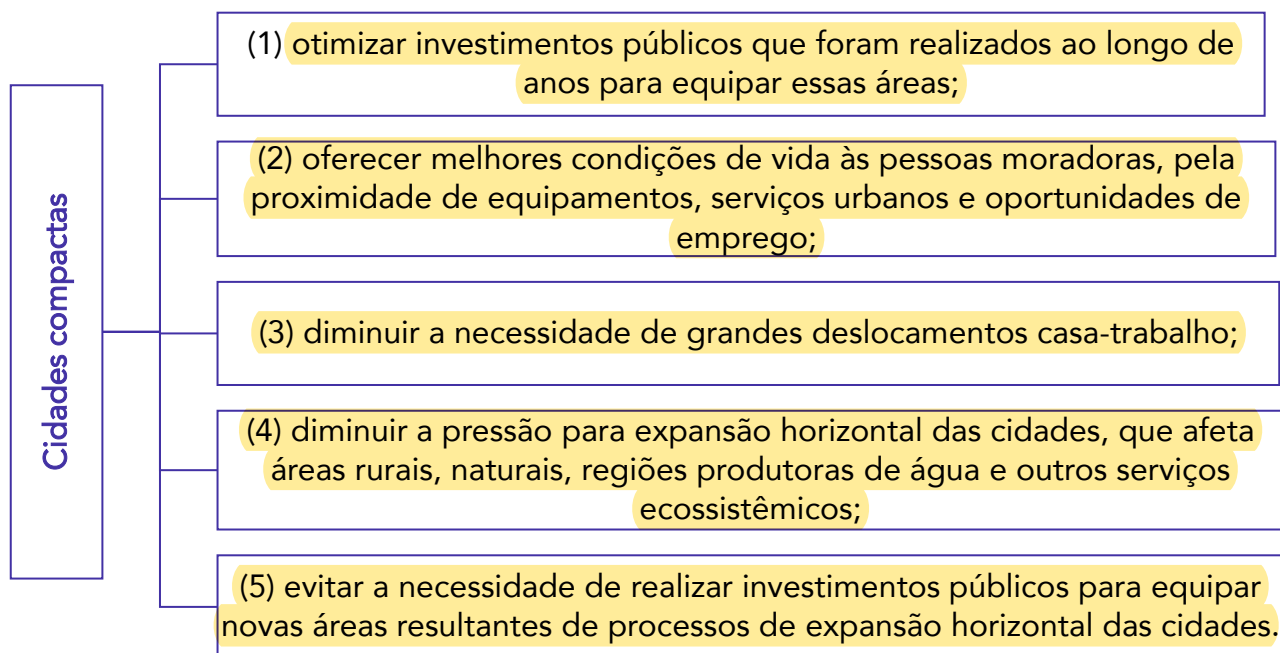 Cidades compactas
(1) otimizar investimentos públicos que foram realizados ao longo de
anos para equipar essas áreas;
(2) oferecer melhores condições de vida às pessoas moradoras, pela
proximidade de equipamentos, serviços urbanos e oportunidades de
emprego;
(3) diminuir a necessidade de grandes deslocamentos casa-trabalho;
(4) diminuir a pressão para expansão horizontal das cidades, que afeta
áreas rurais, naturais, regiões produtoras de água e outros serviços
ecossistêmicos;
(5) evitar a necessidade de realizar investimentos públicos para equipar
novas áreas resultantes de processos de expansão horizontal das cidades.